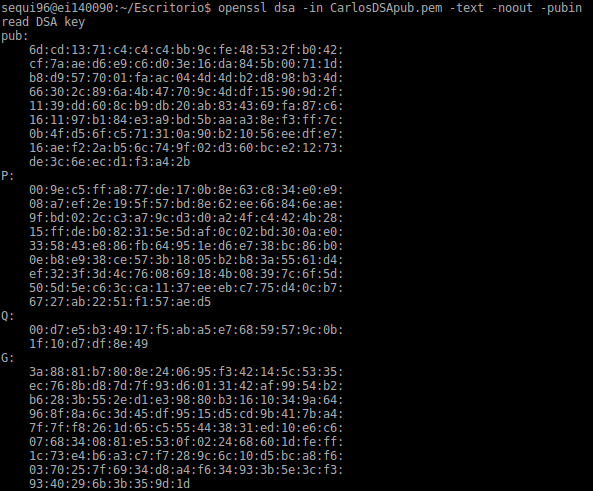 sequi96@ei140090:~/Escritorio$ openssl dsa -in CarlosDSApub.pem -text -noout -pubin
read DSA key
pub:
    6d:cd:13:71:c4:c4:c4:bb:9c:fe:48:53:2f:b0:42:
    cf:7a:ae:d6:e9:c6:d0:3e:16:da:84:5b:00:71:1d:
    b8:d9:57:70:01:fa:ac:04:4d:4d:b2:d8:98:b3:4d:
    66:30:2c:89:6a:4b:47:70:9c:4d:df:15:90:9d:2f:
    11:39:dd:60:8c:b9:db:20:ab:83:43:69:fa:87:c6:
    16:11:97:b1:84:e3:a9:bd:5b:aa:a3:8e:f3:ff:7c:
    0b:4f:d5:6f:c5:71:31:0a:90:b2:10:56:ee:df:e7:
    16:ae:f2:2a:b5:6c:74:9f:02:d3:60:bc:e2:12:73:
    de:3c:6e:ec:d1:f3:a4:2b
P:
    00:9e:c5:ff:a8:77:de:17:0b:8e:63:c8:34:e0:e9:
    08:a7:ef:2e:19:5f:57:bd:8e:62:ee:66:84:6e:ae:
    9f:bd:02:2c:c3:a7:9c:d3:d0:a2:4f:c4:42:4b:28:
    15:ff:de:b0:82:31:5e:5d:af:0c:02:bd:30:0a:e0:
    33:58:43:e8:86:fb:64:95:1e:d6:e7:38:bc:86:b0:
    0e:b8:e9:38:ce:57:3b:18:05:b2:b8:3a:55:61:d4:
    ef:32:3f:3d:4c:76:08:69:18:4b:08:39:7c:6f:5d:
    50:5d:5e:c6:3c:ca:11:37:ee:eb:c7:75:d4:0c:b7:
    67:27:ab:22:51:f1:57:ae:d5
Q:
    00:d7:e5:b3:49:17:f5:ab:a5:e7:68:59:57:9c:0b:
    1f:10:d7:df:8e:49
G:
    3a:88:81:b7:80:8e:24:06:95:f3:42:14:5c:53:35:
    ec:76:8b:d8:7d:7f:93:d6:01:31:42:af:99:54:b2:
    b6:28:3b:55:2e:d1:e3:98:80:b3:16:10:34:9a:64:
    96:8f:8a:6c:3d:45:df:95:15:d5:cd:9b:41:7b:a4:
    7f:7f:f8:26:1d:65:c5:55:44:38:31:ed:10:e6:c6:
    07:68:34:08:81:e5:53:0f:02:24:68:60:1d:fe:ff:
    1c:73:e4:b6:a3:c7:f7:28:9c:6c:10:d5:bc:a8:f6:
    03:70:25:7f:69:34:d8:a4:f6:34:93:3b:5e:3c:f3:
    93:40:29:6b:3b:35:9d:1d